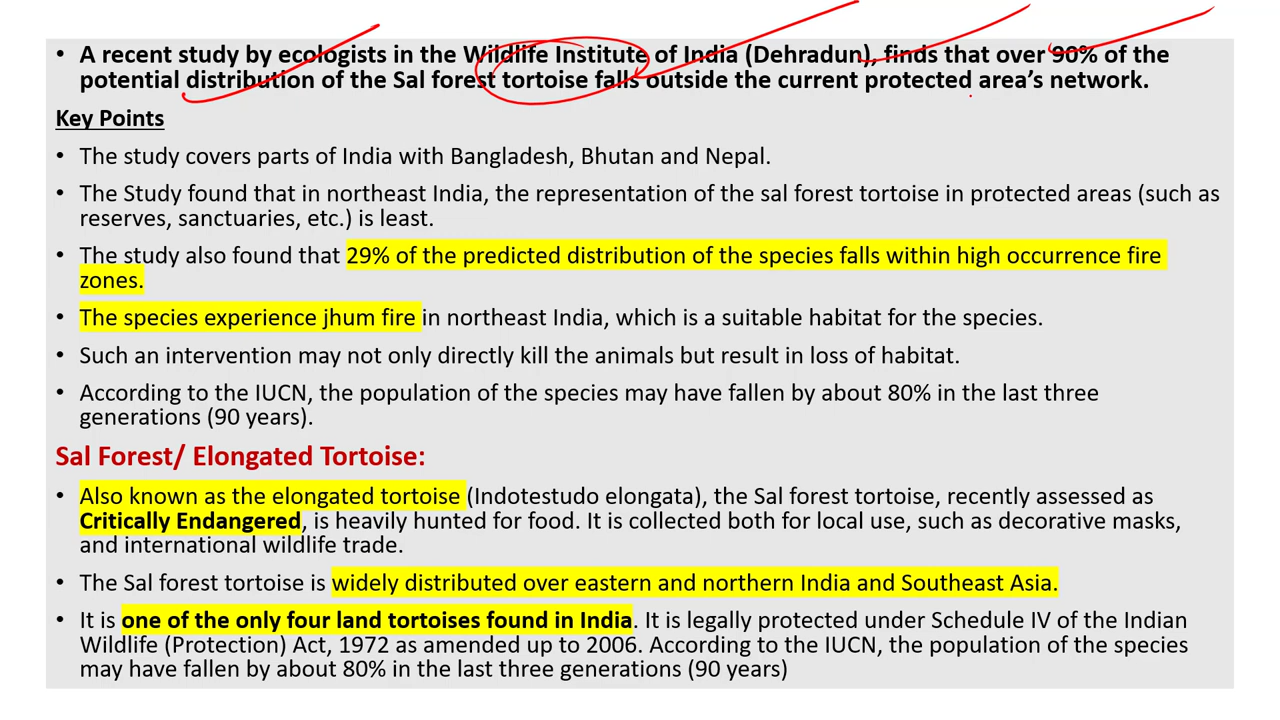 • A recent study by ecologists in the Wildlife Institute of India (Dehradun), finds that over 90% of the
potential distribution of the Sal forest tortoise falls outside the current protected area's network.
Key Points
• The study covers parts of India with Bangladesh, Bhutan and Nepal.
• The Study found that in northeast India, the representation of the sal forest tortoise in protected areas (such as
reserves, sanctuaries, etc.) is least.
• The study also found that 29% of the predicted distribution of the species falls within high occurrence fire
zones.
• The species experience jhum fire in northeast India, which is a suitable habitat for the species.
• Such an intervention may not only directly kill the animals but result in loss of habitat.
• According to the IUCN, the population of the species may have fallen by about 80% in the last three
generations (90 years).
Sal Forest/ Elongated Tortoise:
• Also known as the elongated tortoise (Indotestudo elongata), the Sal forest tortoise, recently assessed as
Critically Endangered, is heavily hunted for food. It is collected both for local use, such as decorative masks,
and international wildlife trade.
• The Sal forest tortoise is widely distributed over eastern and northern India and Southeast Asia.
• It is one of the only four land tortoises found in India. It is legally protected under Schedule IV of the Indian
Wildlife (Protection) Act, 1972 as amended up to 2006. According to the IUCN, the population of the species
may have fallen by about 80% in the last three generations (90 years)